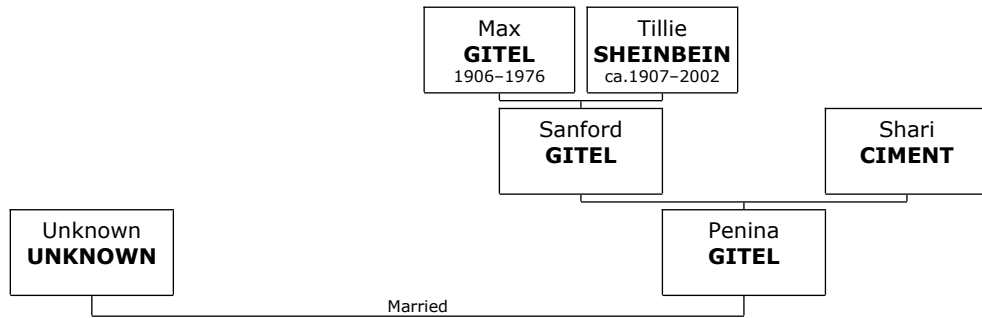 Max
GITEL
1906–1976
Tillie
SHEINBEIN
ca.1907–2002
Sanford
GITEL
Shari
CIMENT
Unknown
UNKNOWN
Penina
GITEL
Married